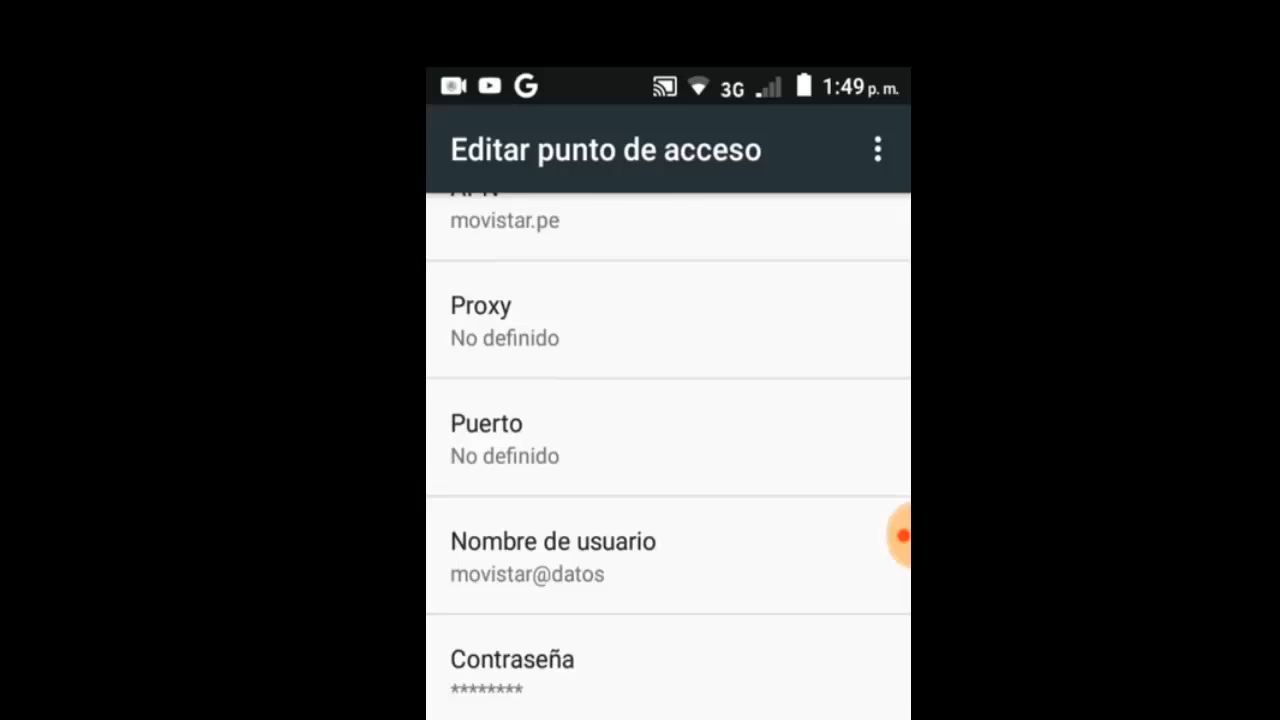 3G 1:49 p. m.
Editar punto de acceso
movistar.pe
Proxy
No definido
Puerto
No definido
Nombre de usuario
movistar@datos
Contraseña
********